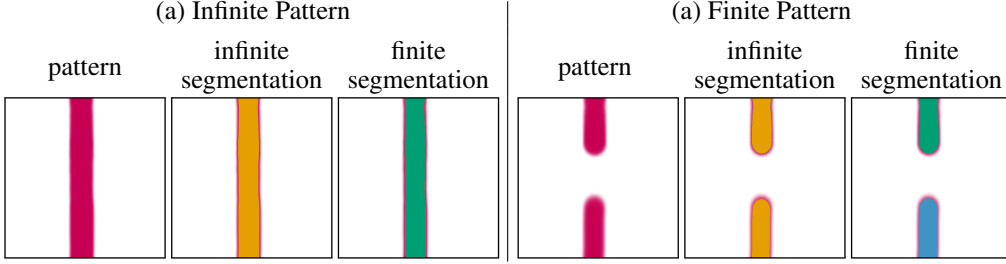 (a) Infinite Pattern
pattern
infinite
segmentation
finite
segmentation
(a) Finite Pattern
pattern
infinite
segmentation
finite
segmentation